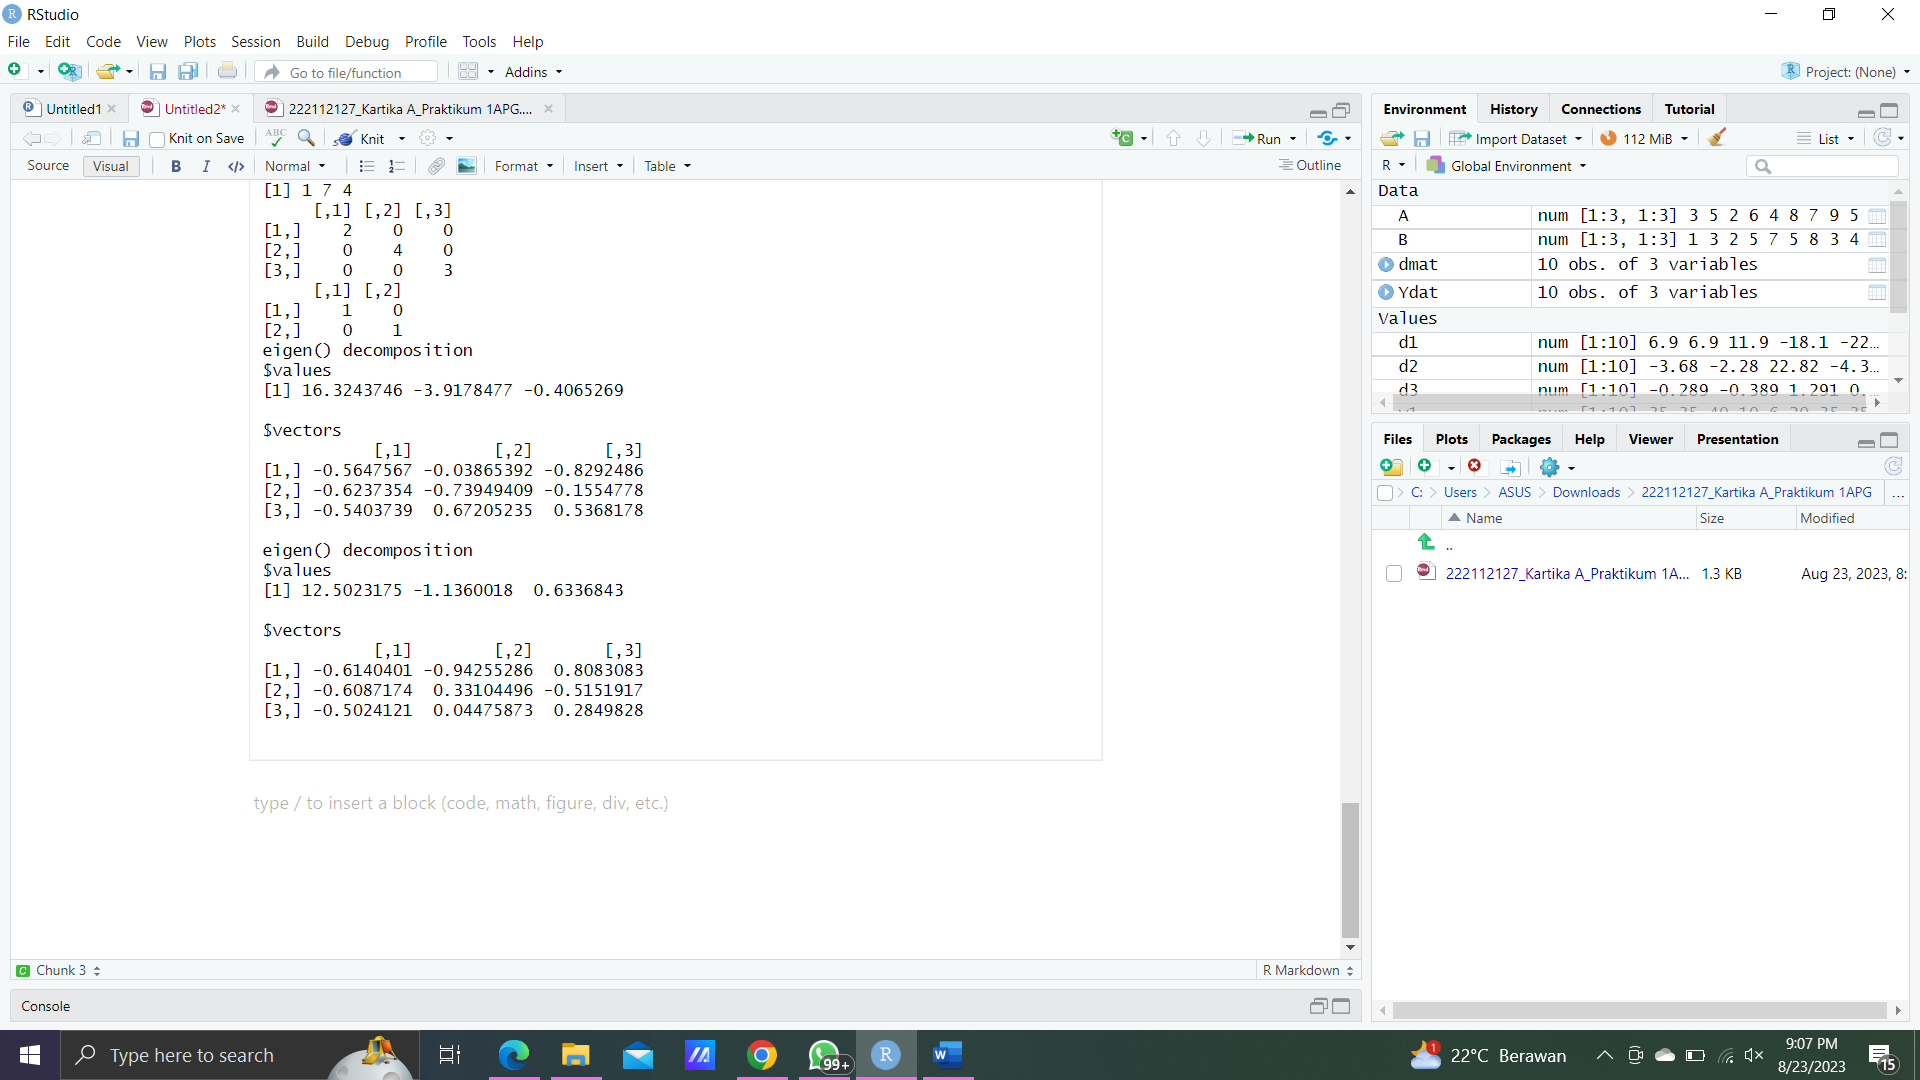 RStudio
File Edit Code View Plots Session Build Debug Profile Tools Help
Go to file/function Addins Project: (None)
Untitled1 Untitled2* 222112127_Kartika A_Praktikum 1APG....
Knit on Save ABC Knit Run
Source Visual B I </> Normal Format Insert Table Outline
[1] 1 7 4
[,1] [,2] [,3]
[1,] 2 0 0
[2,] 0 4 0
[3,] 0 0 3
[,1] [,2]
[1,] 1 0
[2,] 0 1
eigen() decomposition
$values
[1] 16.3243746 -3.9178477 -0.4065269
$vectors
[,1] [,2] [,3]
[1,] -0.5647567 -0.03865392 -0.8292486
[2,] -0.6237354 -0.73949409 -0.1554778
[3,] -0.5403739 0.67205235 0.5368178
eigen() decomposition
$values
[1] 12.5023175 -1.1360018 0.6336843
$vectors
[,1] [,2] [,3]
[1,] -0.6140401 -0.94255286 0.8083083
[2,] -0.6087174 0.33104496 -0.5151917
[3,] -0.5024121 0.04475873 0.2849828
type / to insert a block (code, math, figure, div, etc.)
Chunk 3 R Markdown
Console
Environment History Connections Tutorial
Import Dataset 112 MiB List
R Global Environment
Data
A num [1:3, 1:3] 3 5 2 6 4 8 7 9 5
B num [1:3, 1:3] 1 3 2 5 7 5 8 3 4
dmat 10 obs. of 3 variables
Ydat 10 obs. of 3 variables
Values
d1 num [1:10] 6.9 6.9 11.9 -18.1 -22...
d2 num [1:10] -3.68 -2.28 22.82 -4.3...
d3 num [1:10] -0.289 -0.389 1.291 0...
Files Plots Packages Help Viewer Presentation
C: Users ASUS Downloads 222112127_Kartika A_Praktikum 1APG ...
Name Size Modified
..
222112127_Kartika A_Praktikum 1A... 1.3 KB Aug 23, 2023, 8:
Type here to search
99+
R
W
1
22°C Berawan
9:07 PM
8/23/2023
15